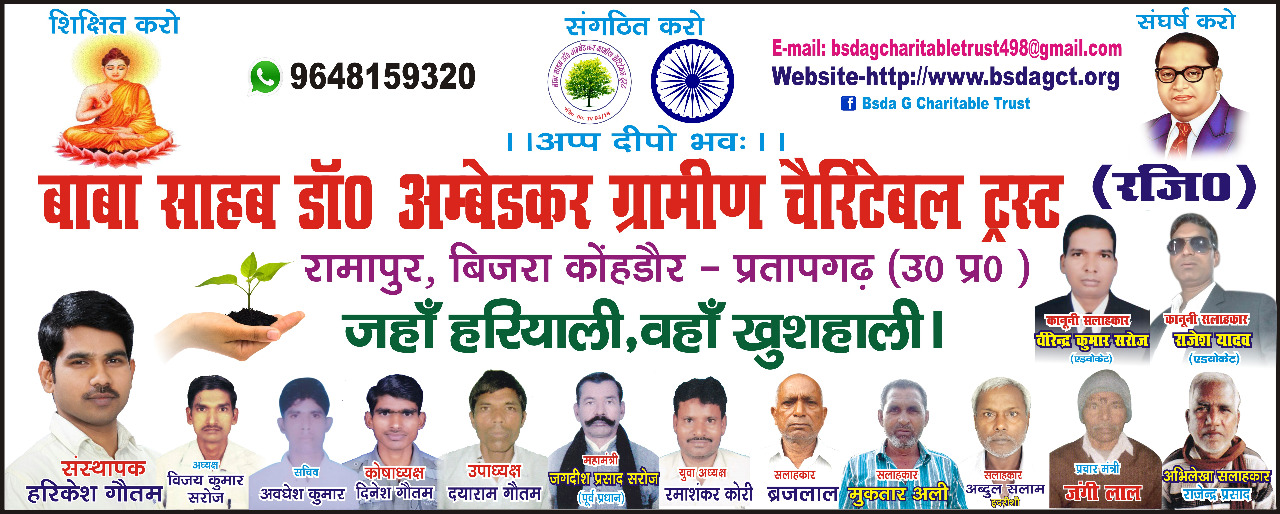 शिक्षित करो
संगठित करो
संघर्ष करो
9648159320
E-mail: bsdagcharitabletrust498@gmail.com
Website-http://www.bsdagct.org
Bsda G Charitable Trust
।।अप्प दीपो भवः।।
बाबा साहब डॉ0 अम्बेडकर ग्रामीण चैरिटेबल ट्रस्ट (रजि0)
रामापुर, बिजरा कोंहडौर – प्रतापगढ़ (उ0 प्र0 )
जहाँ हरियाली,वहाँ खुशहाली।
कानूनी सलाहकार
वीरेन्द्र कुमार सरोज
(एडवोकेट)
कानूनी सलाहकार
राजेश यादव
(एडवोकेट)
संस्थापक
हरिकेश गौतम
अध्यक्ष
विजय कुमार
सरोज
सचिव
अवधेश कुमार
कोषाध्यक्ष
दिनेश गौतम
उपाध्यक्ष
दयाराम गौतम
महामंत्री
जगदीश प्रसाद सरोज
(पूर्व प्रधान)
युवा अध्यक्ष
रमाशंकर कोरी
सलाहकार
ब्रजलाल
सलाहकार
मुकतार अली
सलाहकार
अब्दुल सलाम
प्रचार मंत्री
जंगी लाल
अभिलेखा सलाहकार
राजेन्द्र प्रसाद